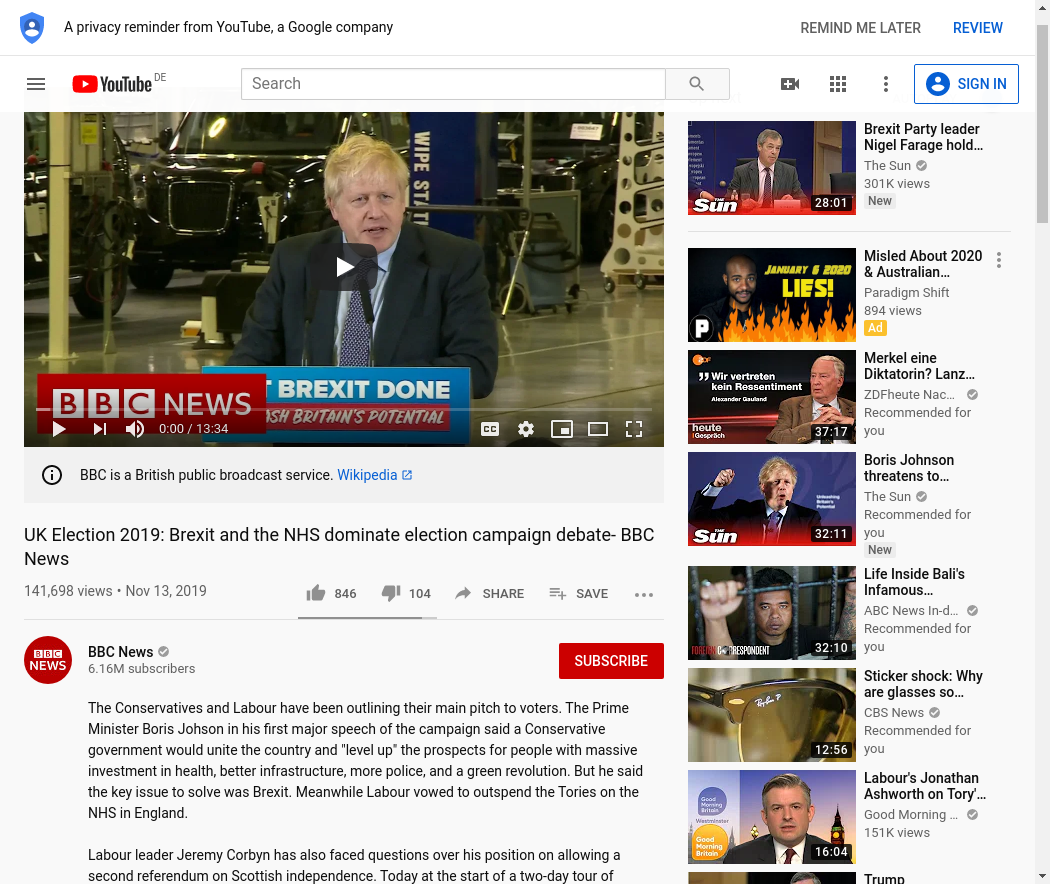 A privacy reminder from YouTube, a Google company
REMIND ME LATER
REVIEW
YouTube DE
Search
SIGN IN
WIPE STATI
T BREXIT DONE
ASH BRITAIN'S POTENTIAL
BBC NEWS
0:00 / 13:34
CC
BBC is a British public broadcast service. Wikipedia
UK Election 2019: Brexit and the NHS dominate election campaign debate- BBC
News
141,698 views • Nov 13, 2019
846
104
SHARE
SAVE
BBC NEWS
BBC News
6.16M subscribers
SUBSCRIBE
The Conservatives and Labour have been outlining their main pitch to voters. The Prime
Minister Boris Johson in his first major speech of the campaign said a Conservative
government would unite the country and "level up" the prospects for people with massive
investment in health, better infrastructure, more police, and a green revolution. But he said
the key issue to solve was Brexit. Meanwhile Labour vowed to outspend the Tories on the
NHS in England.
Labour leader Jeremy Corbyn has also faced questions over his position on allowing a
second referendum on Scottish independence. Today at the start of a two-day tour of
THE Sun
28:01
Brexit Party leader
Nigel Farage hold…
The Sun
301K views
New
JANUARY 6 2020
LIES!
P
Misled About 2020
& Australian…
Paradigm Shift
894 views
Ad
ZDF
" Wir vertreten
kein Ressentiment
Alexander Gauland
heute
Gespräch
37:17
Merkel eine
Diktatorin? Lanz…
ZDFheute Nac…
Recommended for
you
Unleashing
Britain's
Potential
THE Sun
32:11
Boris Johnson
threatens to…
The Sun
Recommended for
you
New
FOREIGN CORRESPONDENT
32:10
Life Inside Bali's
Infamous…
ABC News In-d…
Recommended for
you
Ray-Ban P
12:56
Sticker shock: Why
are glasses so…
CBS News
Recommended for
you
Good
Morning
Britain
Westminster
Good
Morning
Britain
16:04
Labour's Jonathan
Ashworth on Tory'…
Good Morning …
151K views
Trump